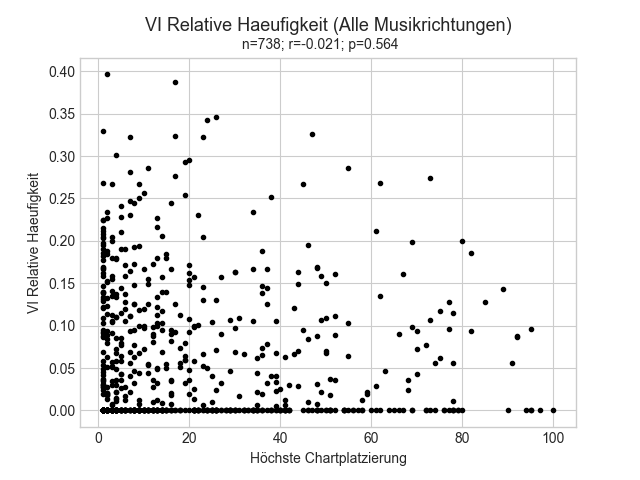 VI Relative Haeufigkeit (Alle Musikrichtungen)
n=738; r=-0.021; p=0.564
0.40
0.35
0.30
0.25
0.20
0.15
0.10
0.05
0.00
VI Relative Haeufigkeit
0 20 40 60 80 100
Höchste Chartplatzierung